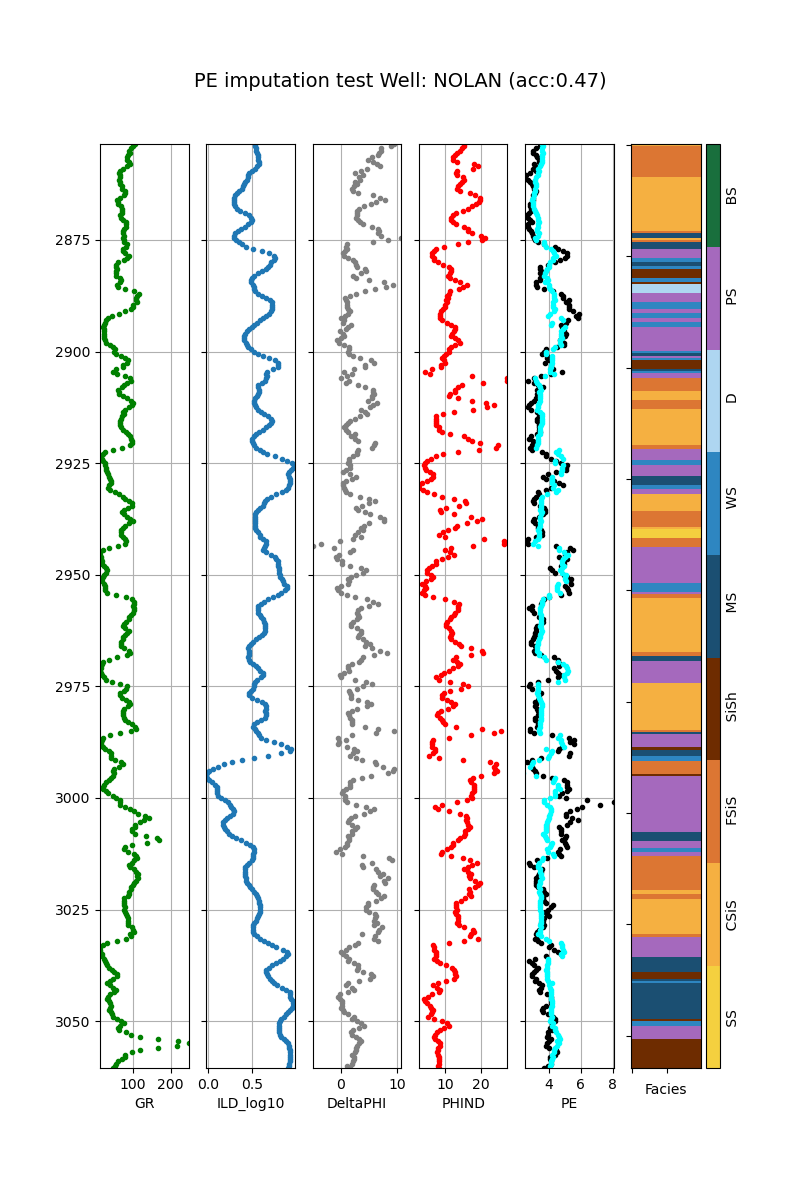 PE imputation test Well: NOLAN (acc:0.47)
2875
2900
2925
2950
2975
3000
3025
3050
100 200
0.0 0.5
0 10
10 20
4 6 8
GR
ILD_log10
DeltaPHI
PHIND
PE
Facies
BS
PS
D
WS
MS
SiSh
FSiS
CSiS
SS